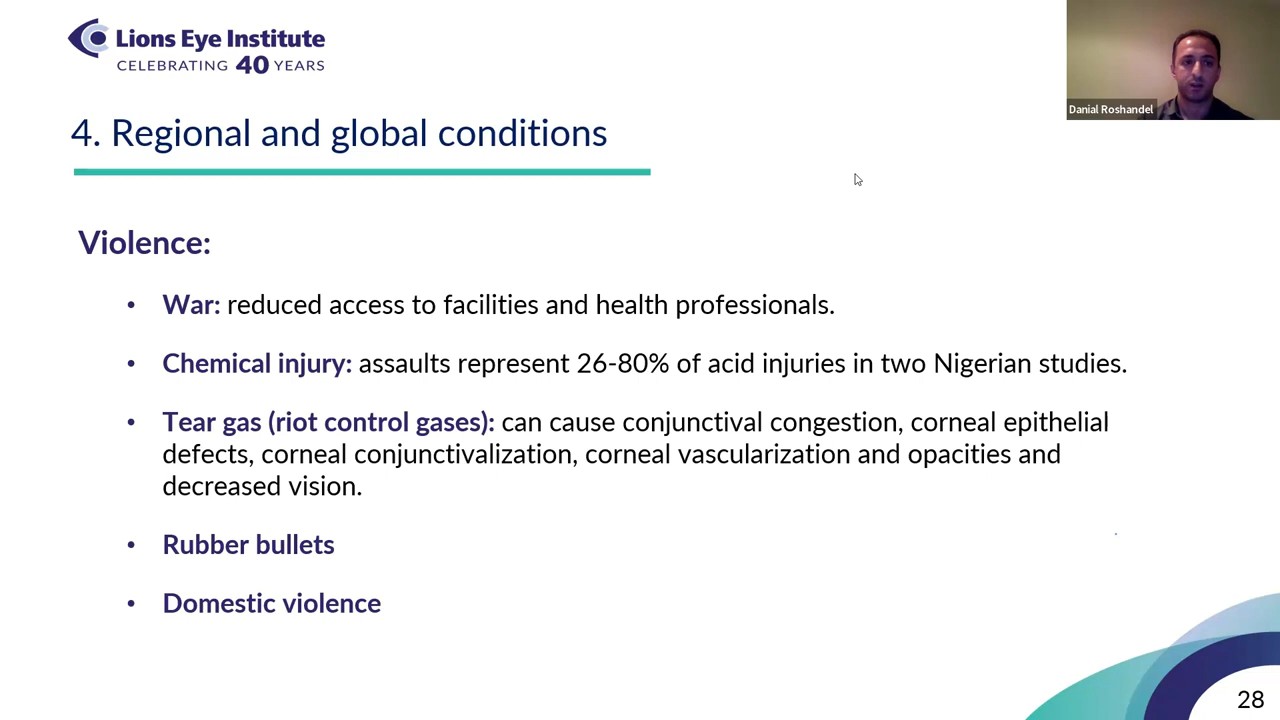 Lions Eye Institute
CELEBRATING 40 YEARS
Danial Roshandel
4. Regional and global conditions
Violence:
• War: reduced access to facilities and health professionals.
• Chemical injury: assaults represent 26-80% of acid injuries in two Nigerian studies.
• Tear gas (riot control gases): can cause conjunctival congestion, corneal epithelial
defects, corneal conjunctivalization, corneal vascularization and opacities and
decreased vision.
• Rubber bullets
• Domestic violence
28